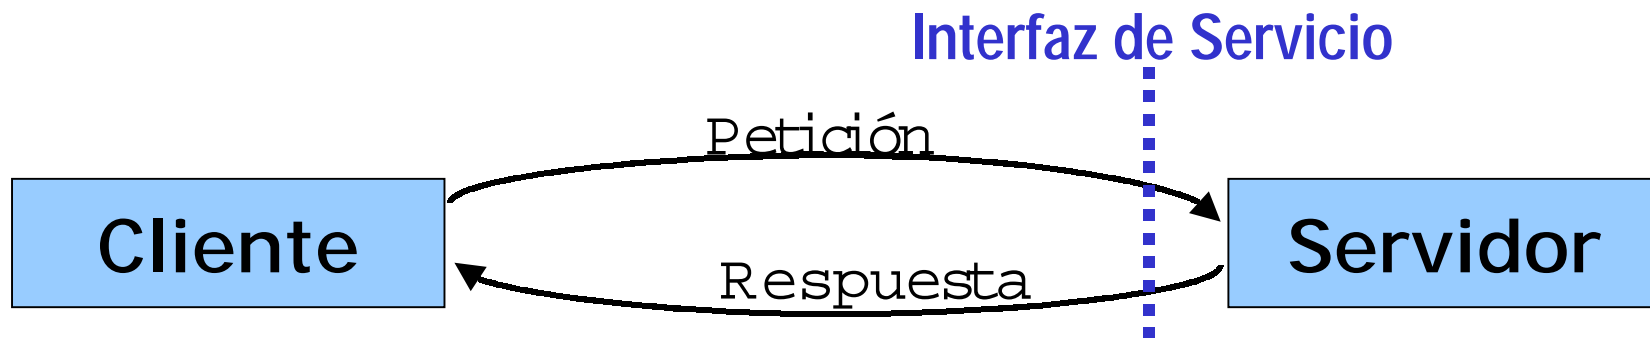 Interfaz de Servicio
Petición
Cliente
Servidor
Respuesta